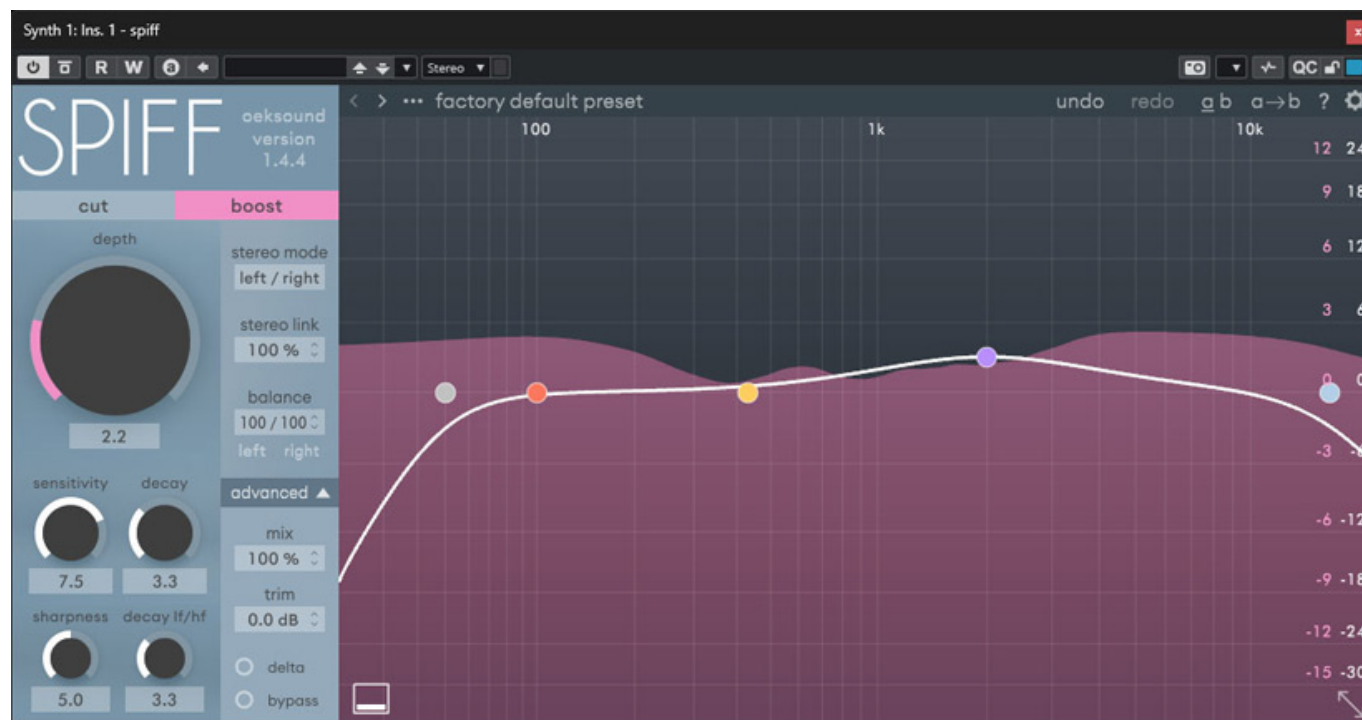 Synth 1: Ins. 1 - spiff
R W a Stereo QC
SPIFF
oeksound
version
1.4.4
factory default preset undo redo a b a→b ?
100 1k 10k
cut boost
depth
2.2
stereo mode
left / right
stereo link
100 %
balance
100 / 100
left right
advanced
sensitivity decay
7.5 3.3
mix
100 %
trim
0.0 dB
sharpness decay lf/hf
5.0 3.3
delta
bypass
12 24
9 18
6 12
3 6
0 0
-3
-6 -12
-9 -18
-12 -24
-15 -30